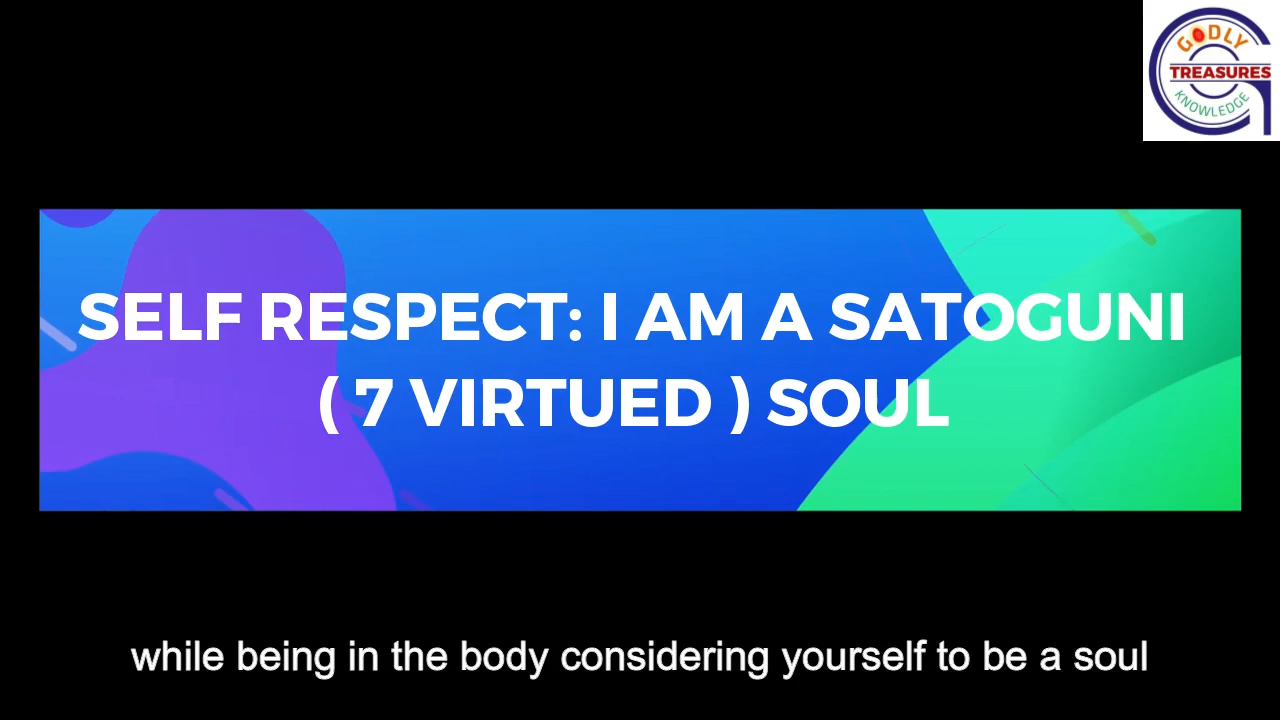 GODLY
TREASURES
KNOWLEDGE
SELF RESPECT: I AM A SATOGUNI
( 7 VIRTUED ) SOUL
while being in the body considering yourself to be a soul